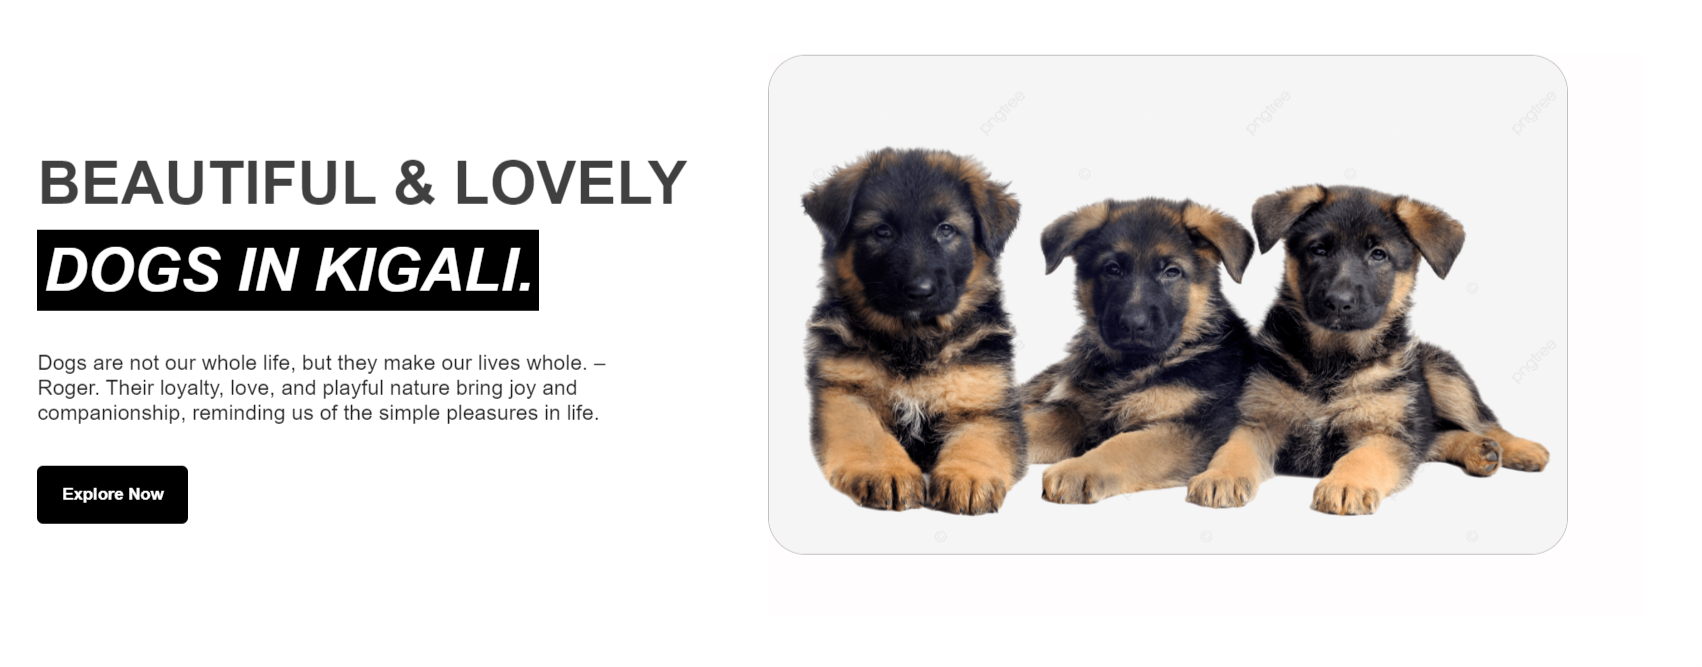 BEAUTIFUL & LOVELY
DOGS IN KIGALI.
Dogs are not our whole life, but they make our lives whole. –
Roger. Their loyalty, love, and playful nature bring joy and
companionship, reminding us of the simple pleasures in life.
Explore Now
pngtree
pngtree
pngtree
pngtree